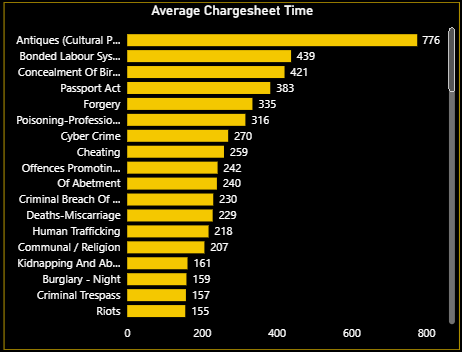 Average Chargesheet Time
Antiques (Cultural P... 776
Bonded Labour Sys... 439
Concealment Of Bir... 421
Passport Act 383
Forgery 335
Poisoning-Professio... 316
Cyber Crime 270
Cheating 259
Offences Promotin... 242
Of Abetment 240
Criminal Breach Of ... 230
Deaths-Miscarriage 229
Human Trafficking 218
Communal / Religion 207
Kidnapping And Ab... 161
Burglary - Night 159
Criminal Trespass 157
Riots 155
0 200 400 600 800